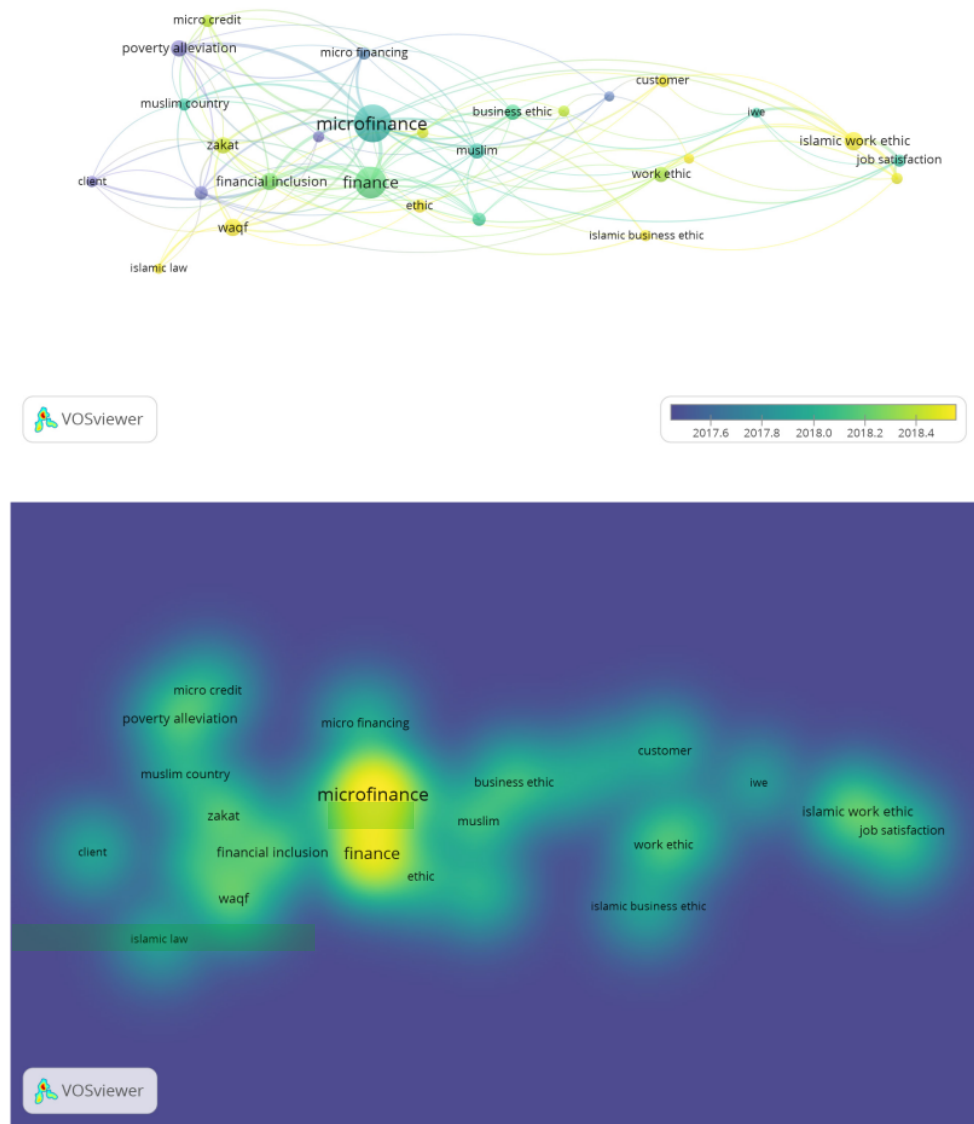 micro credit
poverty alleviation
micro financing
customer
muslim country
business ethic
iwe
microfinance
zakat
muslim
islamic work ethic
job satisfaction
client
financial inclusion
finance
work ethic
ethic
waqf
islamic business ethic
islamic law
VOSviewer
2017.6 2017.8 2018.0 2018.2 2018.4
micro credit
poverty alleviation
micro financing
customer
muslim country
business ethic
iwe
microfinance
zakat
muslim
islamic work ethic
job satisfaction
client
financial inclusion
finance
work ethic
ethic
waqf
islamic business ethic
islamic law
VOSviewer